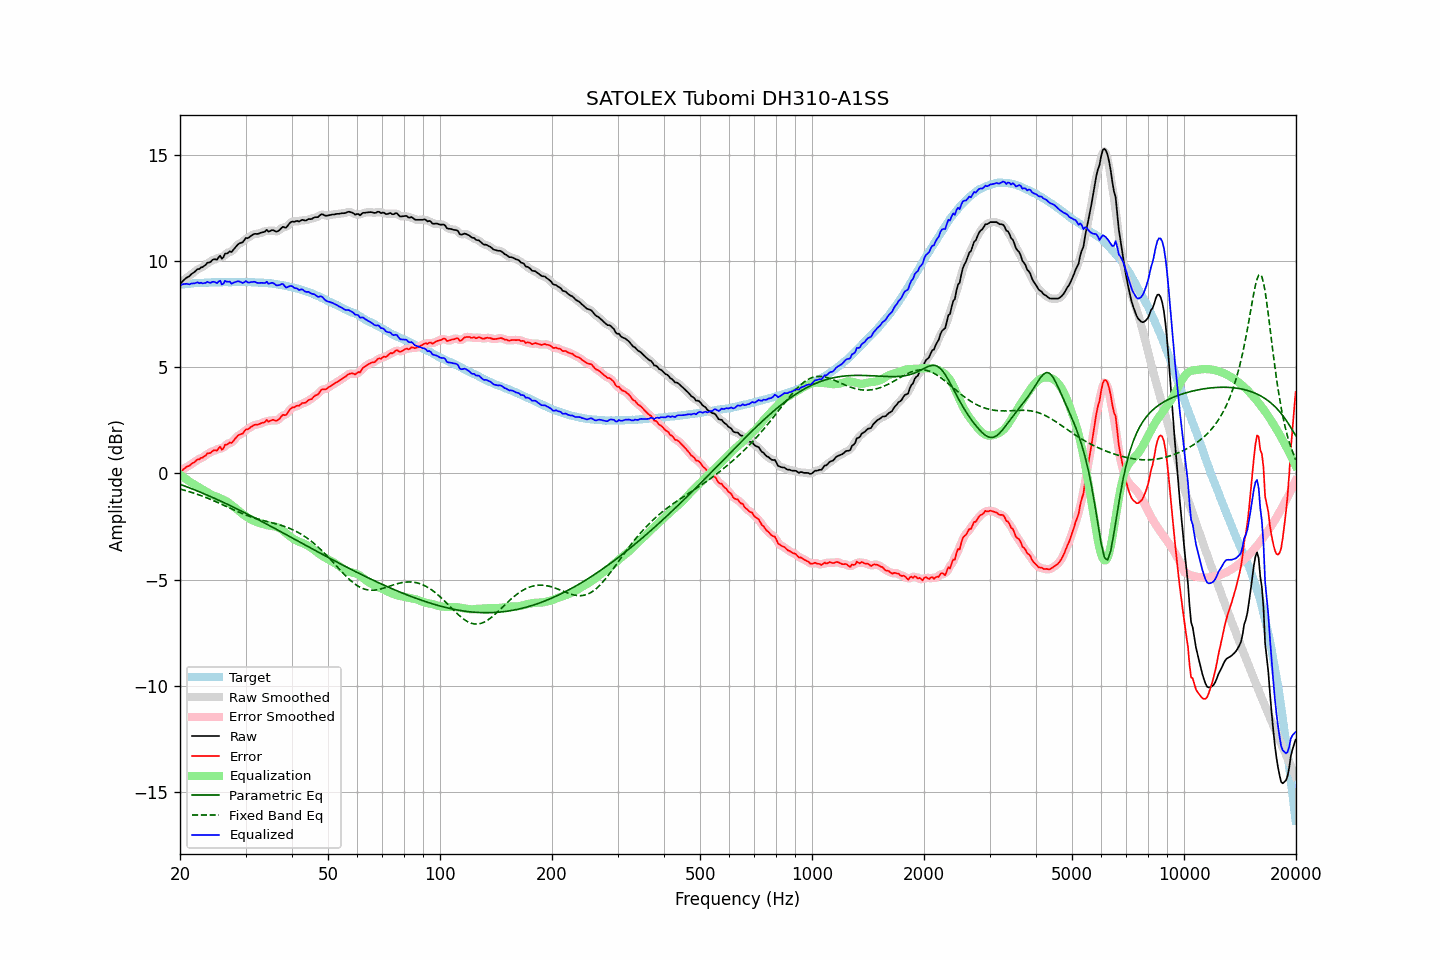 SATOLEX Tubomi DH310-A1SS
Amplitude (dBr)
15
10
5
0
−5
−10
−15
Target
Raw Smoothed
Error Smoothed
Raw
Error
Equalization
Parametric Eq
Fixed Band Eq
Equalized
20 50 100 200 500 1000 2000 5000 10000 20000
Frequency (Hz)